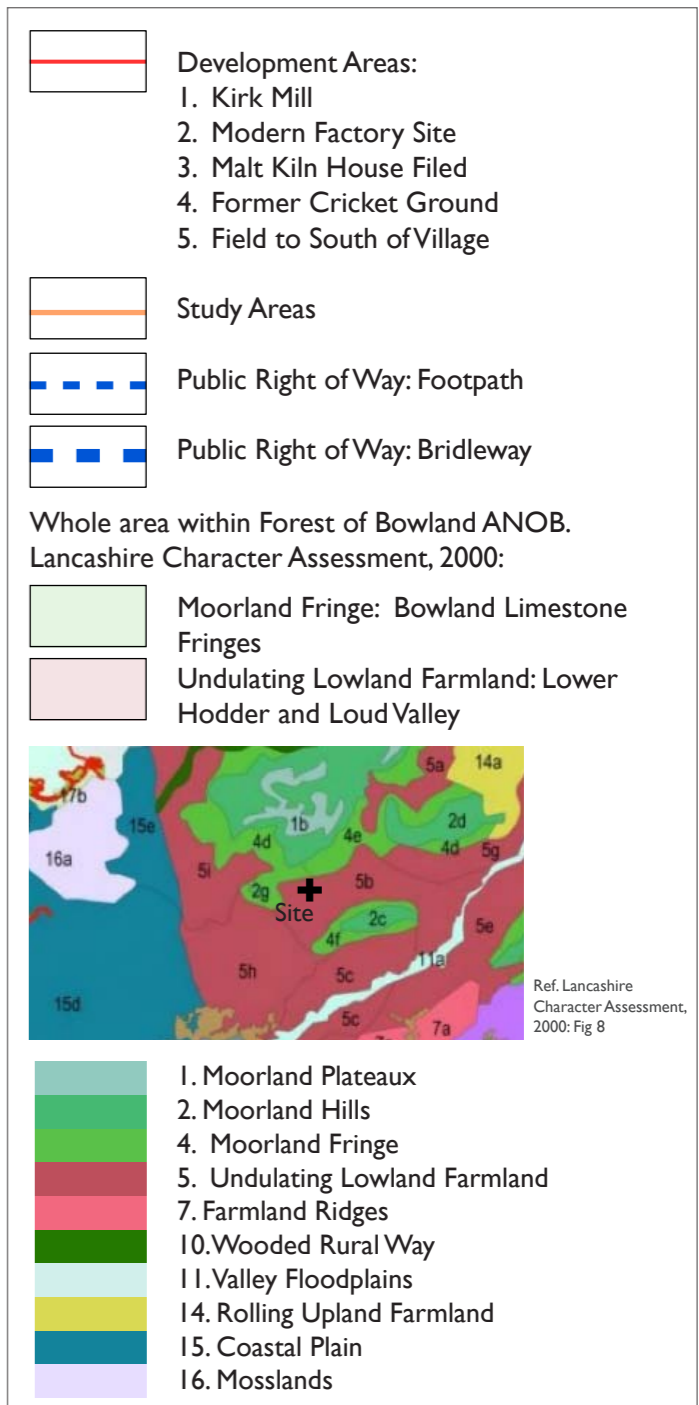 Development Areas:
1. Kirk Mill
2. Modern Factory Site
3. Malt Kiln House Filed
4. Former Cricket Ground
5. Field to South of Village
Study Areas
Public Right of Way: Footpath
Public Right of Way: Bridleway
Whole area within Forest of Bowland ANOB.
Lancashire Character Assessment, 2000:
Moorland Fringe: Bowland Limestone
Fringes
Undulating Lowland Farmland: Lower
Hodder and Loud Valley
5a
14a
17b
15e
1b
2d
16a
4d
4e
4d
5g
5i
2g
5b
Site
2c
5e
4f
11a
5h
5c
15d
5c
7a
Ref. Lancashire
Character Assessment,
2000: Fig 8
1. Moorland Plateaux
2. Moorland Hills
4. Moorland Fringe
5. Undulating Lowland Farmland
7. Farmland Ridges
10. Wooded Rural Way
11. Valley Floodplains
14. Rolling Upland Farmland
15. Coastal Plain
16. Mosslands